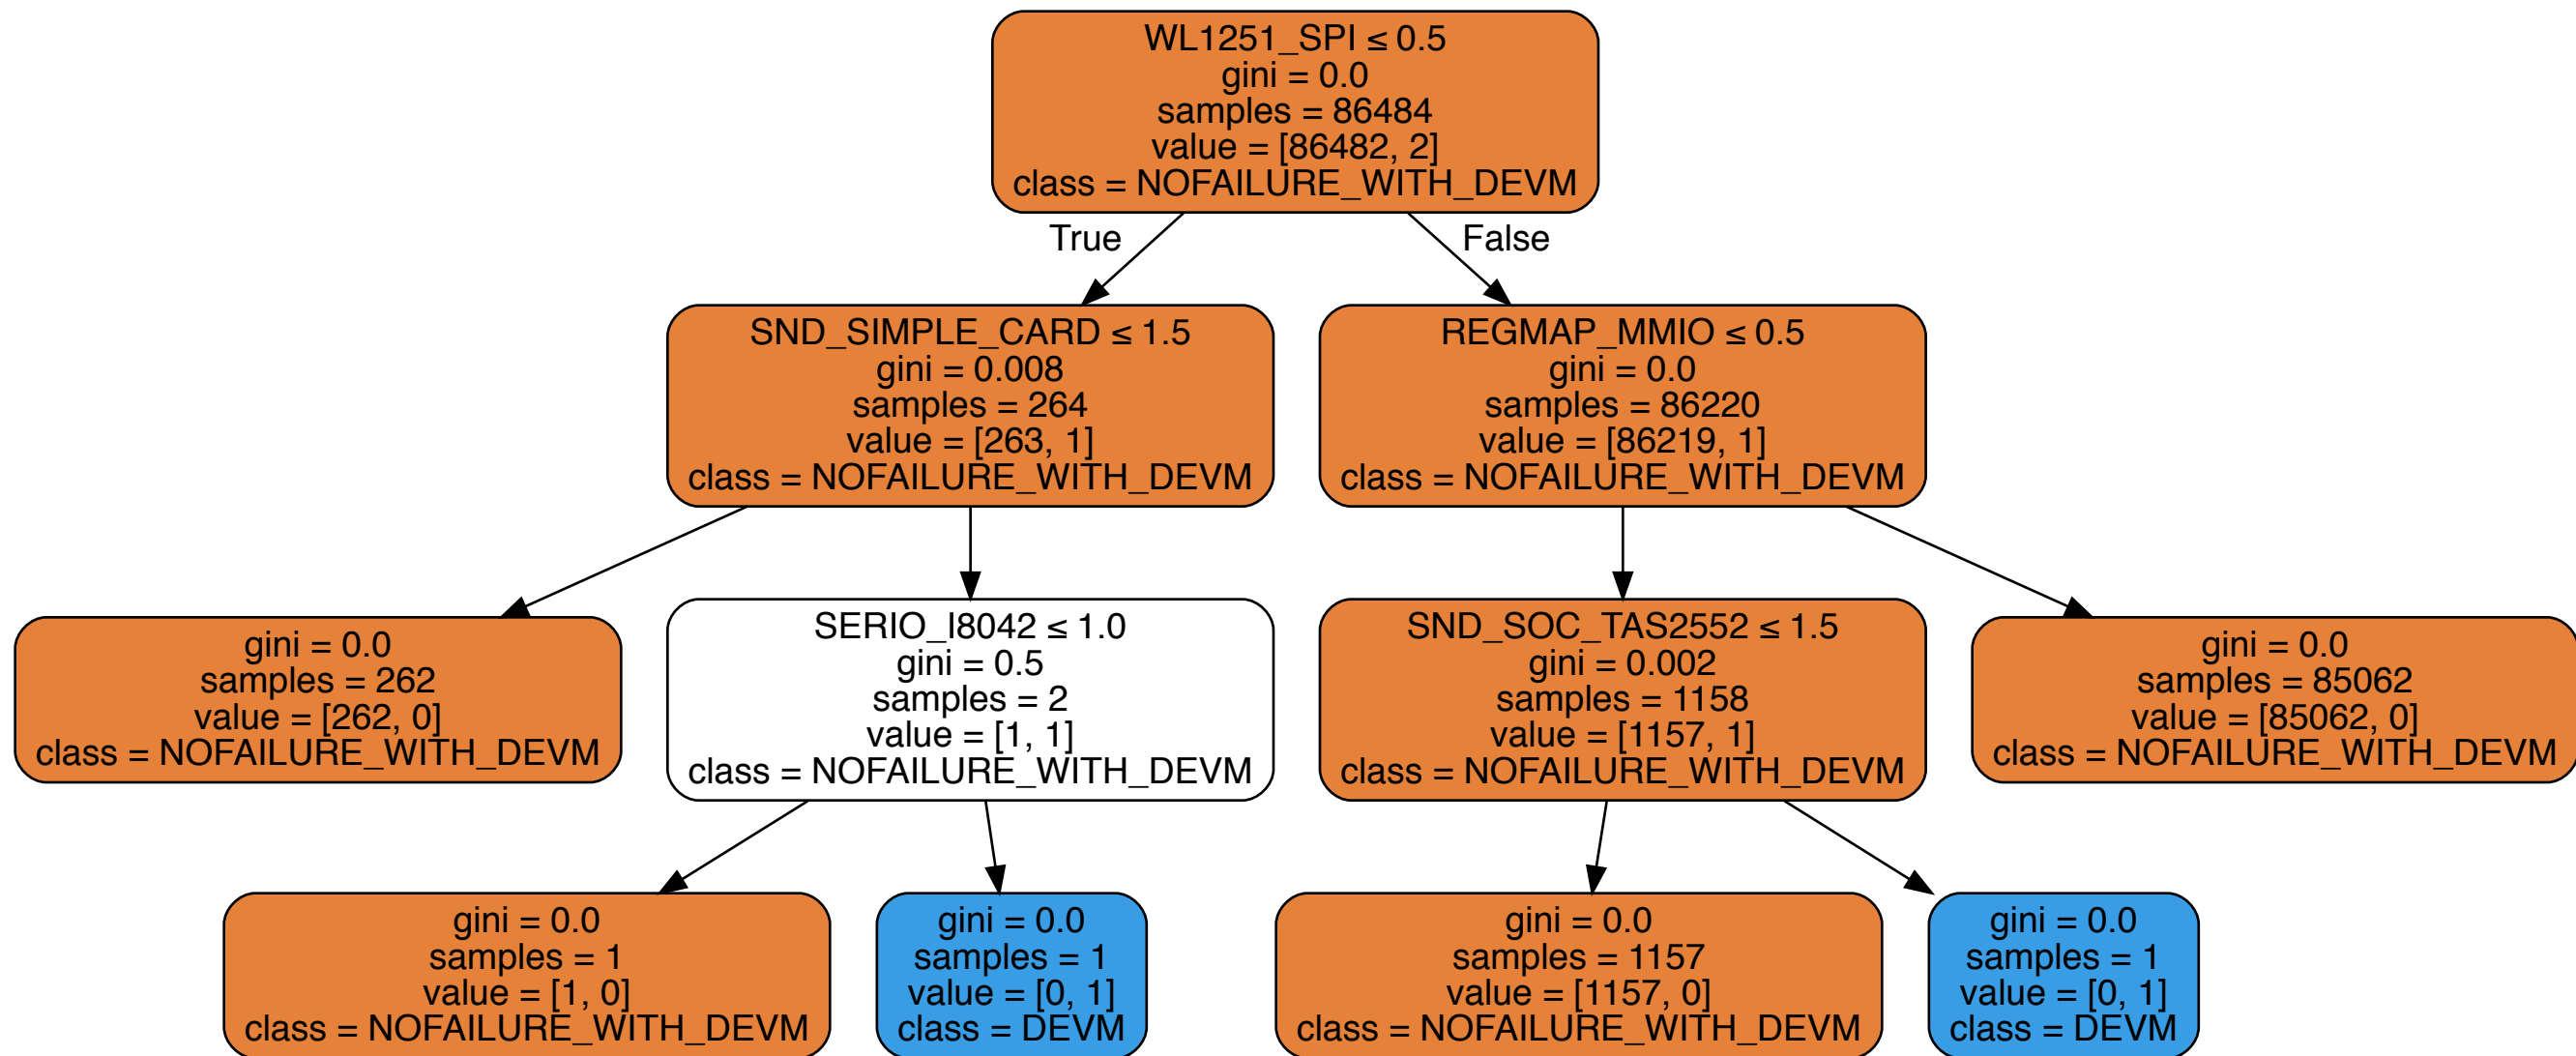 WL1251_SPI ≤ 0.5
gini = 0.0
samples = 86484
value = [86482, 2]
class = NOFAILURE_WITH_DEVM
True
False
SND_SIMPLE_CARD ≤ 1.5
gini = 0.008
samples = 264
value = [263, 1]
class = NOFAILURE_WITH_DEVM
REGMAP_MMIO ≤ 0.5
gini = 0.0
samples = 86220
value = [86219, 1]
class = NOFAILURE_WITH_DEVM
gini = 0.0
samples = 262
value = [262, 0]
class = NOFAILURE_WITH_DEVM
SERIO_I8042 ≤ 1.0
gini = 0.5
samples = 2
value = [1, 1]
class = NOFAILURE_WITH_DEVM
SND_SOC_TAS2552 ≤ 1.5
gini = 0.002
samples = 1158
value = [1157, 1]
class = NOFAILURE_WITH_DEVM
gini = 0.0
samples = 85062
value = [85062, 0]
class = NOFAILURE_WITH_DEVM
gini = 0.0
samples = 1
value = [1, 0]
class = NOFAILURE_WITH_DEVM
gini = 0.0
samples = 1
value = [0, 1]
class = DEVM
gini = 0.0
samples = 1157
value = [1157, 0]
class = NOFAILURE_WITH_DEVM
gini = 0.0
samples = 1
value = [0, 1]
class = DEVM